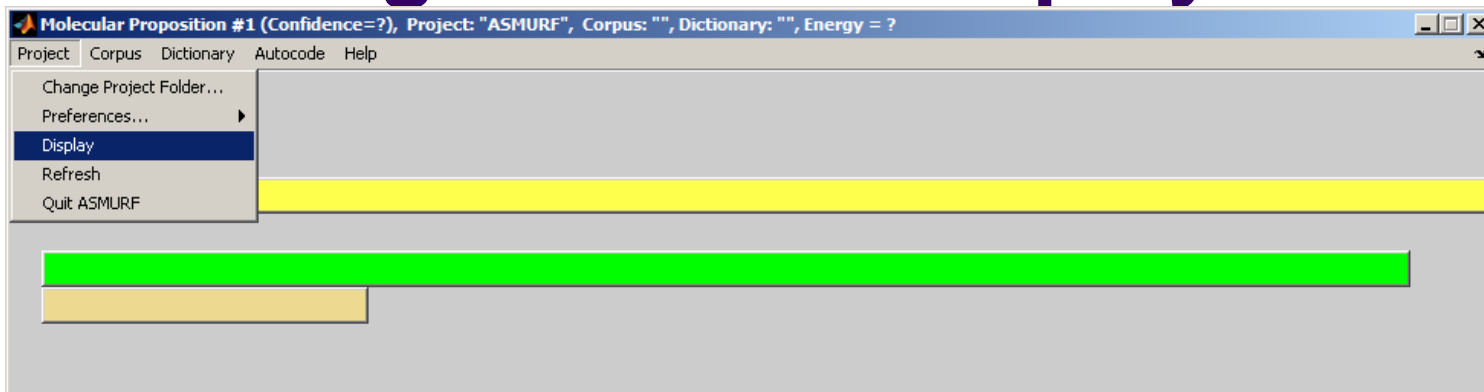 Molecular Proposition #1 (Confidence=?), Project: "ASMURF", Corpus: "", Dictionary: "", Energy = ?
Project Corpus Dictionary Autocode Help
Change Project Folder...
Preferences...
Display
Refresh
Quit ASMURF